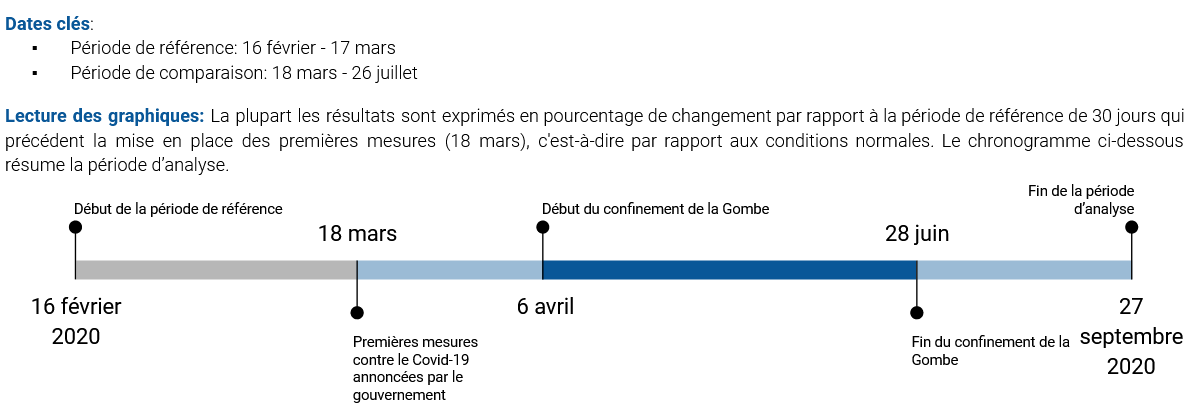 Dates clés:
▪ Période de référence: 16 février - 17 mars
▪ Période de comparaison: 18 mars - 26 juillet
Lecture des graphiques: La plupart les résultats sont exprimés en pourcentage de changement par rapport à la période de référence de 30 jours qui
précédent la mise en place des premières mesures (18 mars), c'est-à-dire par rapport aux conditions normales. Le chronogramme ci-dessous
résume la période d’analyse.
Début de la période de référence
18 mars
Début du confinement de la Gombe
28 juin
Fin de la période
d’analyse
16 février
2020
Premières mesures
contre le Covid-19
annoncées par le
gouvernement
6 avril
Fin du confinement de la
Gombe
27
septembre
2020